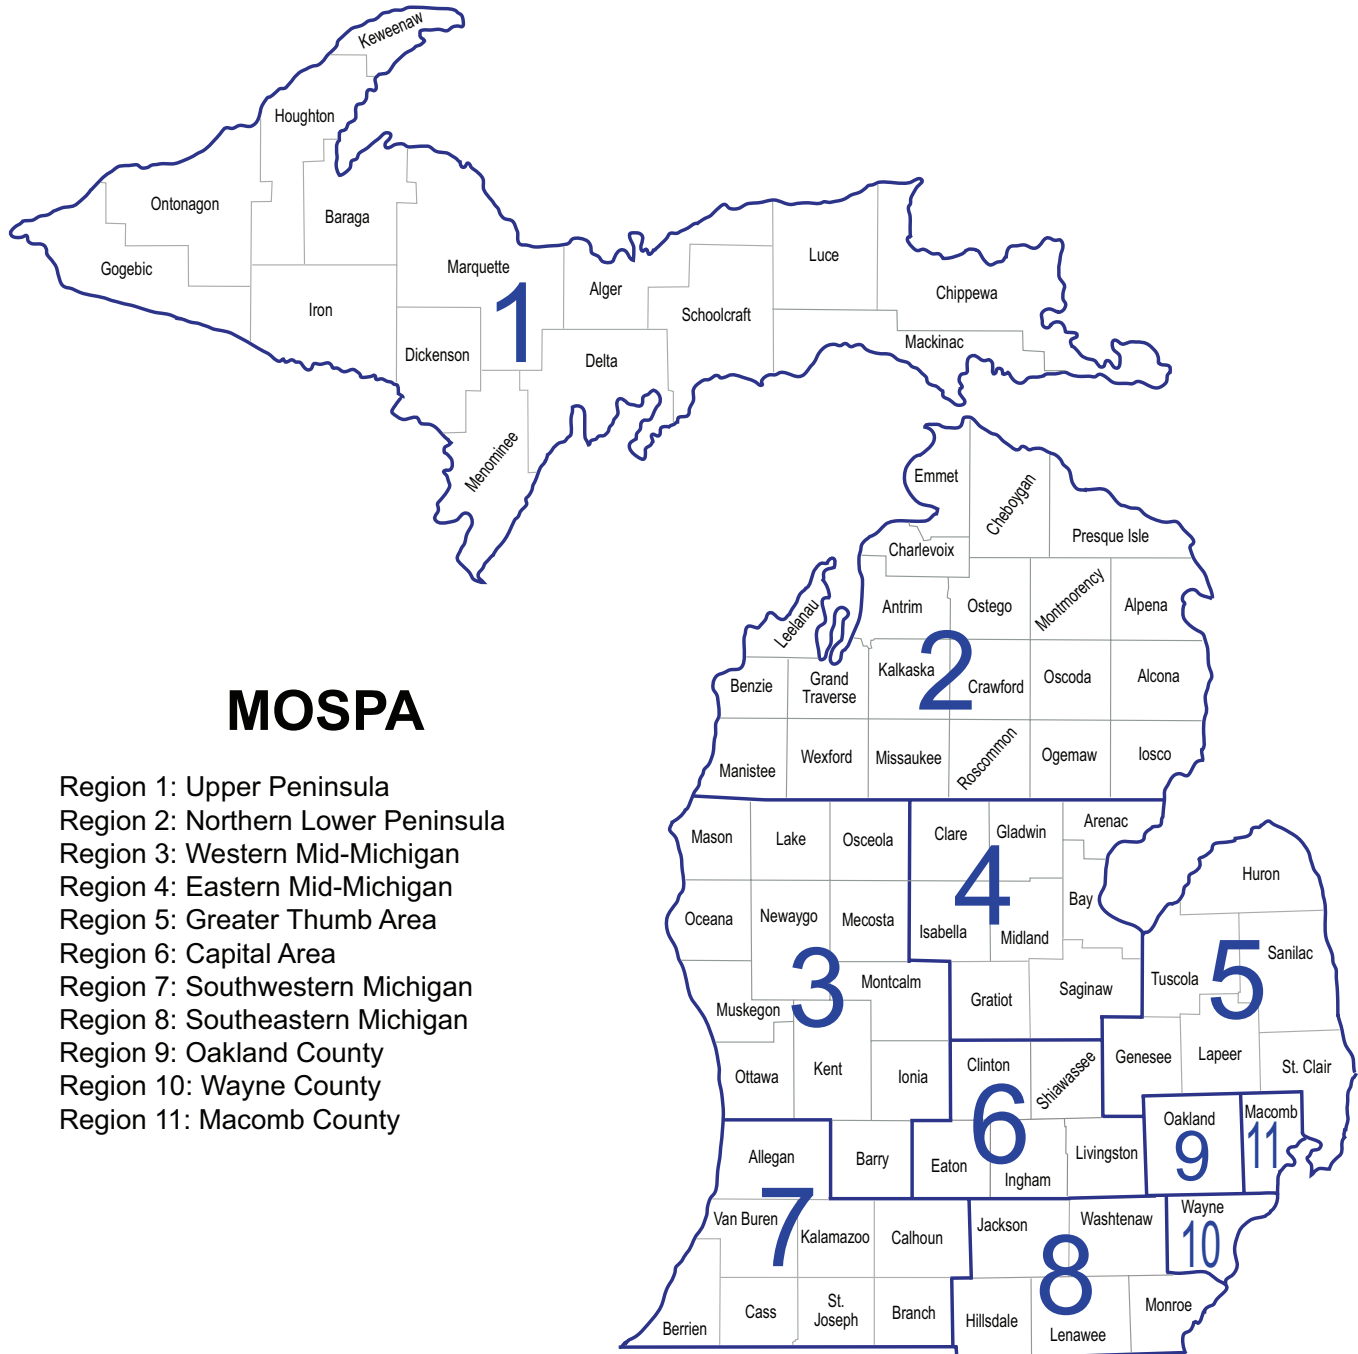 Keweenaw
Houghton
Ontonagon
Baraga
Gogebic
Marquette
Luce
Alger
Chippewa
Iron
1
Schoolcraft
Mackinac
Dickenson
Delta
Menominee
Emmet
Cheboygan
Presque Isle
Charlevoix
Leelanau
Antrim
Ostego
Montmorency
Alpena
2
Benzie
Grand
Traverse
Kalkaska
Crawford
Oscoda
Alcona
Manistee
Wexford
Missaukee
Roscommon
Ogemaw
Iosco
MOSPA
Region 1: Upper Peninsula
Region 2: Northern Lower Peninsula
Region 3: Western Mid-Michigan
Region 4: Eastern Mid-Michigan
Region 5: Greater Thumb Area
Region 6: Capital Area
Region 7: Southwestern Michigan
Region 8: Southeastern Michigan
Region 9: Oakland County
Region 10: Wayne County
Region 11: Macomb County
Mason
Lake
Osceola
Clare
Gladwin
Arenac
4
Huron
Oceana
Newaygo
Mecosta
Isabella
Midland
Bay
3
Montcalm
Muskegon
Gratiot
Saginaw
Tuscola
5
Sanilac
Ottawa
Kent
Ionia
Clinton
Shiawassee
Genesee
Lapeer
St. Clair
6
Allegan
Barry
Eaton
Ingham
Livingston
Oakland
9
Macomb
11
7
Van Buren
Kalamazoo
Calhoun
Jackson
Washtenaw
Wayne
10
8
Berrien
Cass
St.
Joseph
Branch
Hillsdale
Lenawee
Monroe